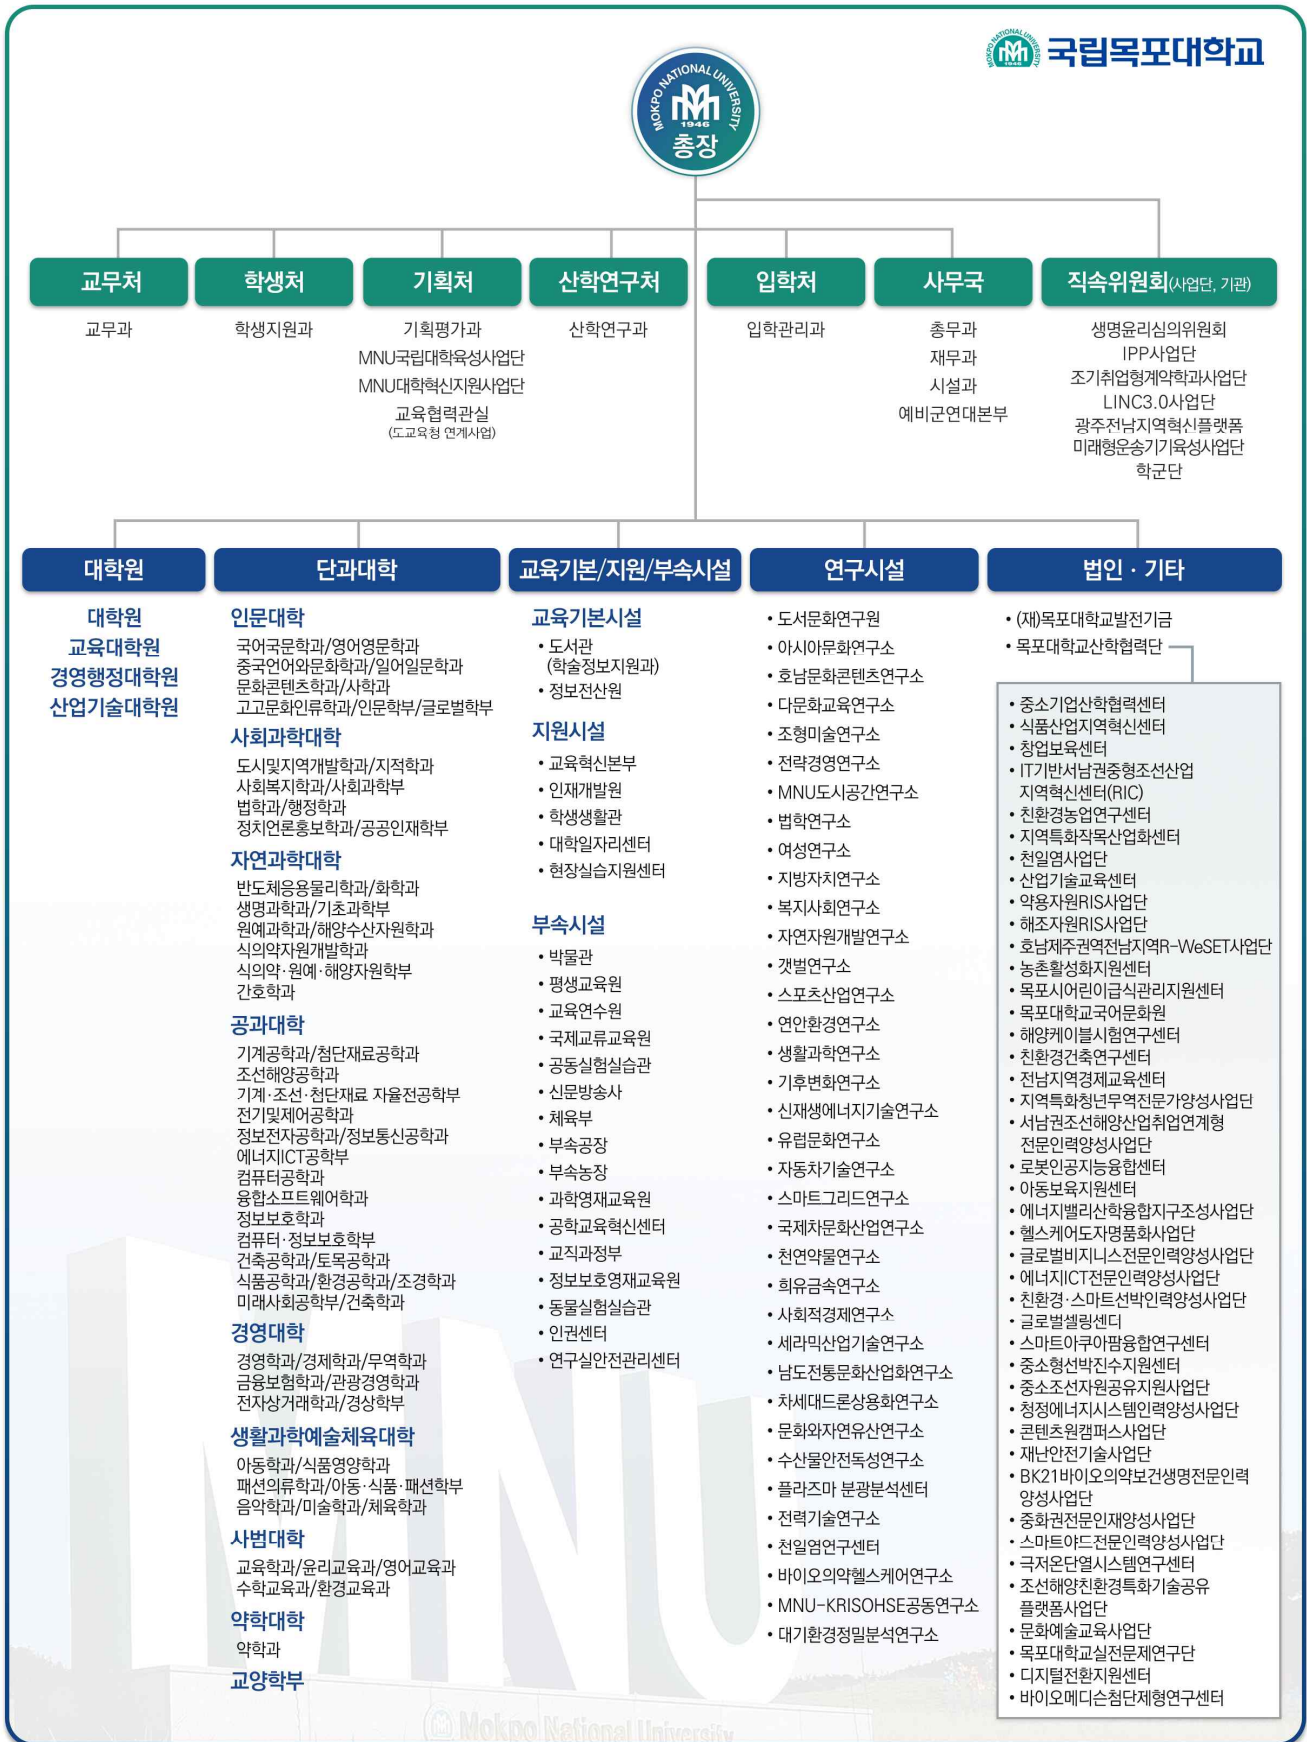 MOKPO NATIONAL UNIVERSITY
1946
국립목포대학교
MOKPO NATIONAL UNIVERSITY
1946
총장
교무처
교무과
학생처
학생지원과
기획처
기획평가과
MNU국립대학육성사업단
MNU대학혁신지원사업단
교육협력관실
(도교육청 연계사업)
산학연구처
산학연구과
입학처
입학관리과
사무국
총무과
재무과
시설과
예비군연대본부
직속위원회(사업단, 기관)
생명윤리심의위원회
IPP사업단
조기취업형계약학과사업단
LINC3.0사업단
광주전남지역혁신플랫폼
미래형운송기기육성사업단
학군단
대학원
대학원
교육대학원
경영행정대학원
산업기술대학원
단과대학
인문대학
국어국문학과/영어영문학과
중국언어와문화학과/일어일문학과
문화콘텐츠학과/사학과
고고문화인류학과/인문학부/글로벌학부
사회과학대학
도시및지역개발학과/지적학과
사회복지학과/사회과학부
법학과/행정학과
정치언론홍보학과/공공인재학부
자연과학대학
반도체응용물리학과/화학과
생명과학과/기초과학부
원예과학과/해양수산자원학과
식의약자원개발학과
식의약·원예·해양자원학부
간호학과
공과대학
기계공학과/첨단재료공학과
조선해양공학과
기계·조선·첨단재료 자율전공학부
전기및제어공학과
정보전자공학과/정보통신공학과
에너지ICT공학부
컴퓨터공학과
융합소프트웨어학과
정보보호학과
컴퓨터·정보보호학부
건축공학과/토목공학과
식품공학과/환경공학과/조경학과
미래사회공학부/건축학과
경영대학
경영학과/경제학과/무역학과
금융보험학과/관광경영학과
전자상거래학과/경상학부
생활과학예술체육대학
아동학과/식품영양학과
패션의류학과/아동·식품·패션학부
음악학과/미술학과/체육학과
사범대학
교육학과/윤리교육과/영어교육과
수학교육과/환경교육과
약학대학
약학과
교양학부
교육기본/지원/부속시설
교육기본시설
• 도서관
(학술정보지원과)
• 정보전산원
지원시설
• 교육혁신본부
• 인재개발원
• 학생생활관
• 대학일자리센터
• 현장실습지원센터
부속시설
• 박물관
• 평생교육원
• 교육연수원
• 국제교류교육원
• 공동실험실습관
• 신문방송사
• 체육부
• 부속공장
• 부속농장
• 과학영재교육원
• 공학교육혁신센터
• 교직과정부
• 정보보호영재교육원
• 동물실험실습관
• 인권센터
• 연구실안전관리센터
연구시설
• 도서문화연구원
• 아시아문화연구소
• 호남문화콘텐츠연구소
• 다문화교육연구소
• 조형미술연구소
• 전략경영연구소
• MNU도시공간연구소
• 법학연구소
• 여성연구소
• 지방자치연구소
• 복지사회연구소
• 자연자원개발연구소
• 갯벌연구소
• 스포츠산업연구소
• 연안환경연구소
• 생활과학연구소
• 기후변화연구소
• 신재생에너지기술연구소
• 유럽문화연구소
• 자동차기술연구소
• 스마트그리드연구소
• 국제차문화산업연구소
• 천연약물연구소
• 희유금속연구소
• 사회적경제연구소
• 세라믹산업기술연구소
• 남도전통문화산업화연구소
• 차세대드론상용화연구소
• 문화와자연유산연구소
• 수산물안전독성연구소
• 플라즈마 분광분석센터
• 전력기술연구소
• 천일염연구센터
• 바이오의약헬스케어연구소
• MNU-KRISOHSE공동연구소
• 대기환경정밀분석연구소
법인 · 기타
• (재)목포대학교발전기금
• 목포대학교산학협력단
• 중소기업산학협력센터
• 식품산업지역혁신센터
• 창업보육센터
• IT기반서남권중형조선산업
지역혁신센터(RIC)
• 친환경농업연구센터
• 지역특화작목산업화센터
• 천일염사업단
• 산업기술교육센터
• 약용자원RIS사업단
• 해조자원RIS사업단
• 호남제주권역전남지역R-WeSET사업단
• 농촌활성화지원센터
• 목포시어린이급식관리지원센터
• 목포대학교국어문화원
• 해양케이블시험연구센터
• 친환경건축연구센터
• 전남지역경제교육센터
• 지역특화청년무역전문가양성사업단
• 서남권조선해양산업취업연계형
전문인력양성사업단
• 로봇인공지능융합센터
• 아동보육지원센터
• 에너지밸리산학융합지구조성사업단
• 헬스케어도자명품화사업단
• 글로벌비지니스전문인력양성사업단
• 에너지ICT전문인력양성사업단
• 친환경·스마트선박인력양성사업단
• 글로벌셀링센디
• 스마트아쿠아팜융합연구센터
• 중소형선박진수지원센터
• 중소조선자원공유지원사업단
• 청정에너지시스템인력양성사업단
• 콘텐츠원캠퍼스사업단
• 재난안전기술사업단
• BK21바이오의약보건생명전문인력
양성사업단
• 중화권전문인재양성사업단
• 스마트야드전문인력양성사업단
• 극저온단열시스템연구센터
• 조선해양친환경특화기술공유
플랫폼사업단
• 문화예술교육사업단
• 목포대학교실전문제연구단
• 디지털전환지원센터
• 바이오메디슨첨단제형연구센터
MNU
Mokpo National University